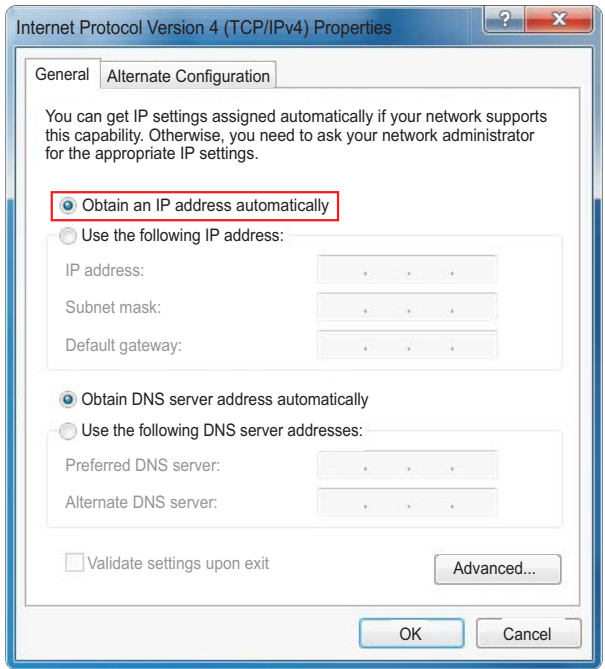 Internet Protocol Version 4 (TCP/IPv4) Properties
?
General
Alternate Configuration
You can get IP settings assigned automatically if your network supports
this capability. Otherwise, you need to ask your network administrator
for the appropriate IP settings.
Obtain an IP address automatically
Use the following IP address:
IP address:
Subnet mask:
Default gateway:
Obtain DNS server address automatically
Use the following DNS server addresses:
Preferred DNS server:
Alternate DNS server:
Validate settings upon exit
Advanced...
OK
Cancel